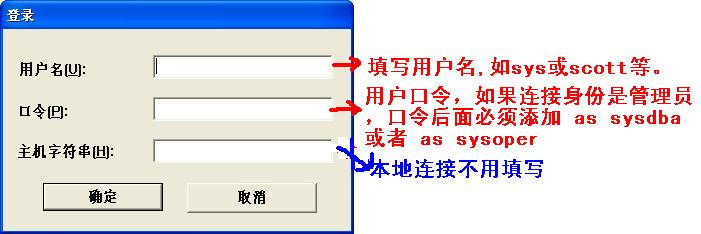 登录
用户名(U):
填写用户名,如sys或scott等。
口令(P):
用户口令，如果连接身份是管理员
，口令后面必须添加 as sysdba
或者 as sysoper
主机字符串(H):
本地连接不用填写
确定
取消